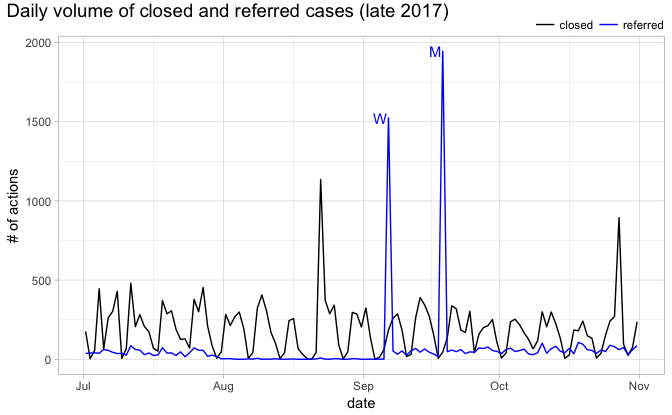 Daily volume of closed and referred cases (late 2017)
closed referred
2000
1500
1000
500
0
# of actions
W
M
Jul Aug Sep Oct Nov
date